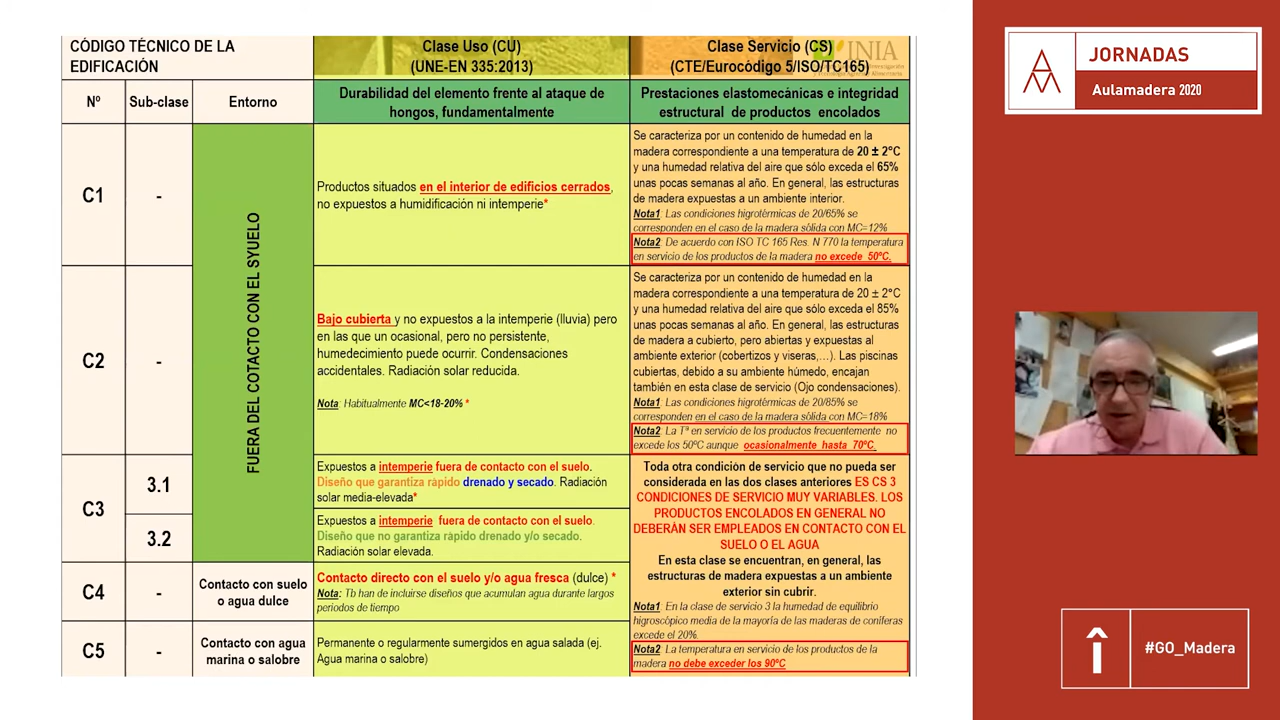 CÓDIGO TÉCNICO DE LA
EDIFICACIÓN
Clase Uso (CU)
(UNE-EN 335:2013)
Clase Servicio (CS)
(CTE/Eurocódigo 5/ISO/TC165)
INIA
Nº
Sub-clase
Entorno
Durabilidad del elemento frente al ataque de
hongos, fundamentalmente
Prestaciones elastomecánicas e integridad
estructural de productos encolados
FUERA DEL COTACTO CON EL SYUELO
C1
-
Productos situados en el interior de edificios cerrados,
no expuestos a humidificación ni intemperie*
Se caracteriza por un contenido de humedad en la
madera correspondiente a una temperatura de 20 ± 2°C
y una humedad relativa del aire que sólo exceda el 65%
unas pocas semanas al año. En general, las estructuras
de madera expuestas a un ambiente interior.
Nota1: Las condiciones higrotérmicas de 20/65% se
corresponden en el caso de la madera sólida con MC=12%
Nota2: De acuerdo con ISO TC 165 Res. N 770 la temperatura
en servicio de los productos de la madera no excede 50ºC.
C2
-
Bajo cubierta y no expuestos a la intemperie (lluvia) pero
en las que un ocasional, pero no persistente,
humedecimiento puede ocurrir. Condensaciones
accidentales. Radiación solar reducida.
Nota: Habitualmente MC<18-20% *
Se caracteriza por un contenido de humedad en la
madera correspondiente a una temperatura de 20 ± 2°C
y una humedad relativa del aire que sólo exceda el 85%
unas pocas semanas al año. En general, las estructuras
de madera a cubierto, pero abiertas y expuestas al
ambiente exterior (cobertizos y viseras,…). Las piscinas
cubiertas, debido a su ambiente húmedo, encajan
también en esta clase de servicio (Ojo condensaciones).
Nota1: Las condiciones higrotérmicas de 20/85% se
corresponden en el caso de la madera sólida con MC=18%
Nota2: La Tª en servicio de los productos frecuentemente no
excede los 50ºC aunque ocasionalmente hasta 70ºC.
C3
3.1
Expuestos a intemperie fuera de contacto con el suelo.
Diseño que garantiza rápido drenado y secado. Radiación
solar media-elevada*
3.2
Expuestos a intemperie fuera de contacto con el suelo.
Diseño que no garantiza rápido drenado y/o secado.
Radiación solar elevada.
Toda otra condición de servicio que no pueda ser
considerada en las dos clases anteriores ES CS 3
CONDICIONES DE SERVICIO MUY VARIABLES. LOS
PRODUCTOS ENCOLADOS EN GENERAL NO
DEBERÁN SER EMPLEADOS EN CONTACTO CON EL
SUELO O EL AGUA
En esta clase se encuentran, en general, las
estructuras de madera expuestas a un ambiente
exterior sin cubrir.
Nota1: En la clase de servicio 3 la humedad de equilibrio
higroscópico media de la mayoría de las maderas de coníferas
excede el 20%.
Nota2: La temperatura en servicio de los productos de la
madera no debe exceder los 90ºC
C4
-
Contacto con suelo
o agua dulce
Contacto directo con el suelo y/o agua fresca (dulce) *
Nota: Tb han de incluirse diseños que acumulan agua durante largos
periodos de tiempo
C5
-
Contacto con agua
marina o salobre
Permanente o regularmente sumergidos en agua salada (ej.
Agua marina o salobre)
JORNADAS
Aulamadera 2020
#GO_Madera